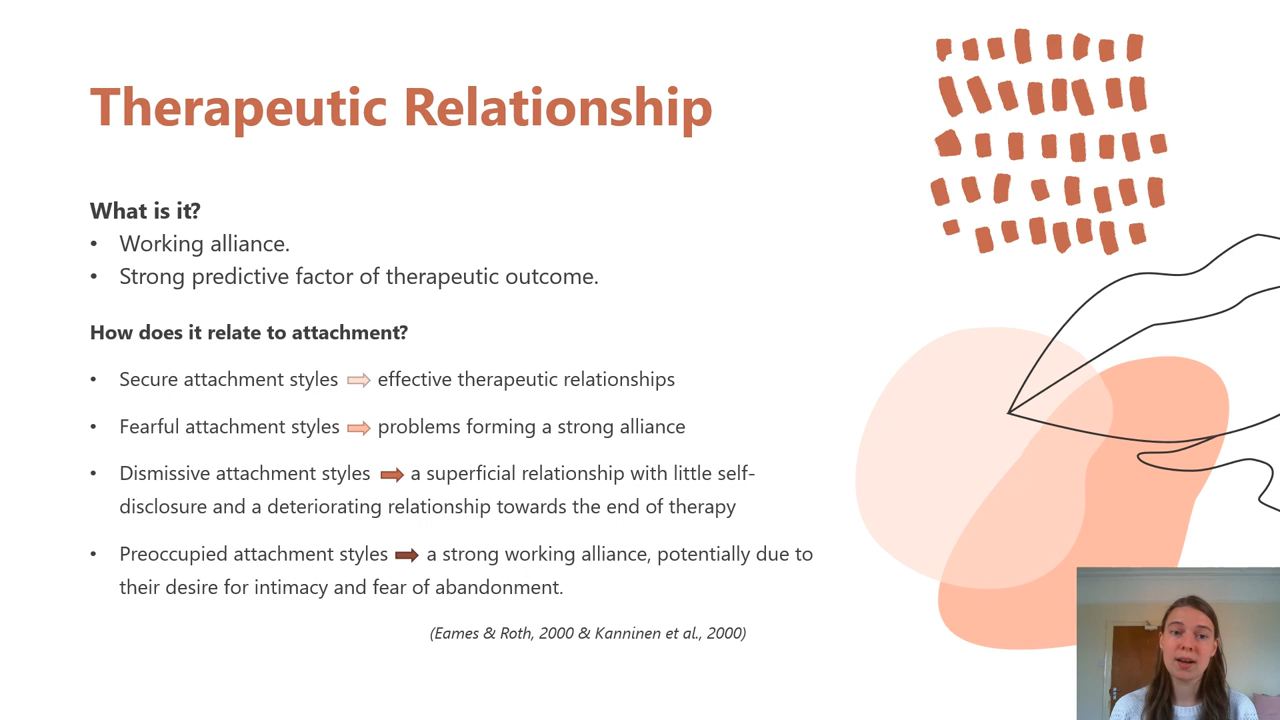 Therapeutic Relationship
What is it?
• Working alliance.
• Strong predictive factor of therapeutic outcome.
How does it relate to attachment?
• Secure attachment styles ⇨ effective therapeutic relationships
• Fearful attachment styles ⇨ problems forming a strong alliance
• Dismissive attachment styles ⇨ a superficial relationship with little self-
disclosure and a deteriorating relationship towards the end of therapy
• Preoccupied attachment styles ⇨ a strong working alliance, potentially due to
their desire for intimacy and fear of abandonment.
(Eames & Roth, 2000 & Kanninen et al., 2000)